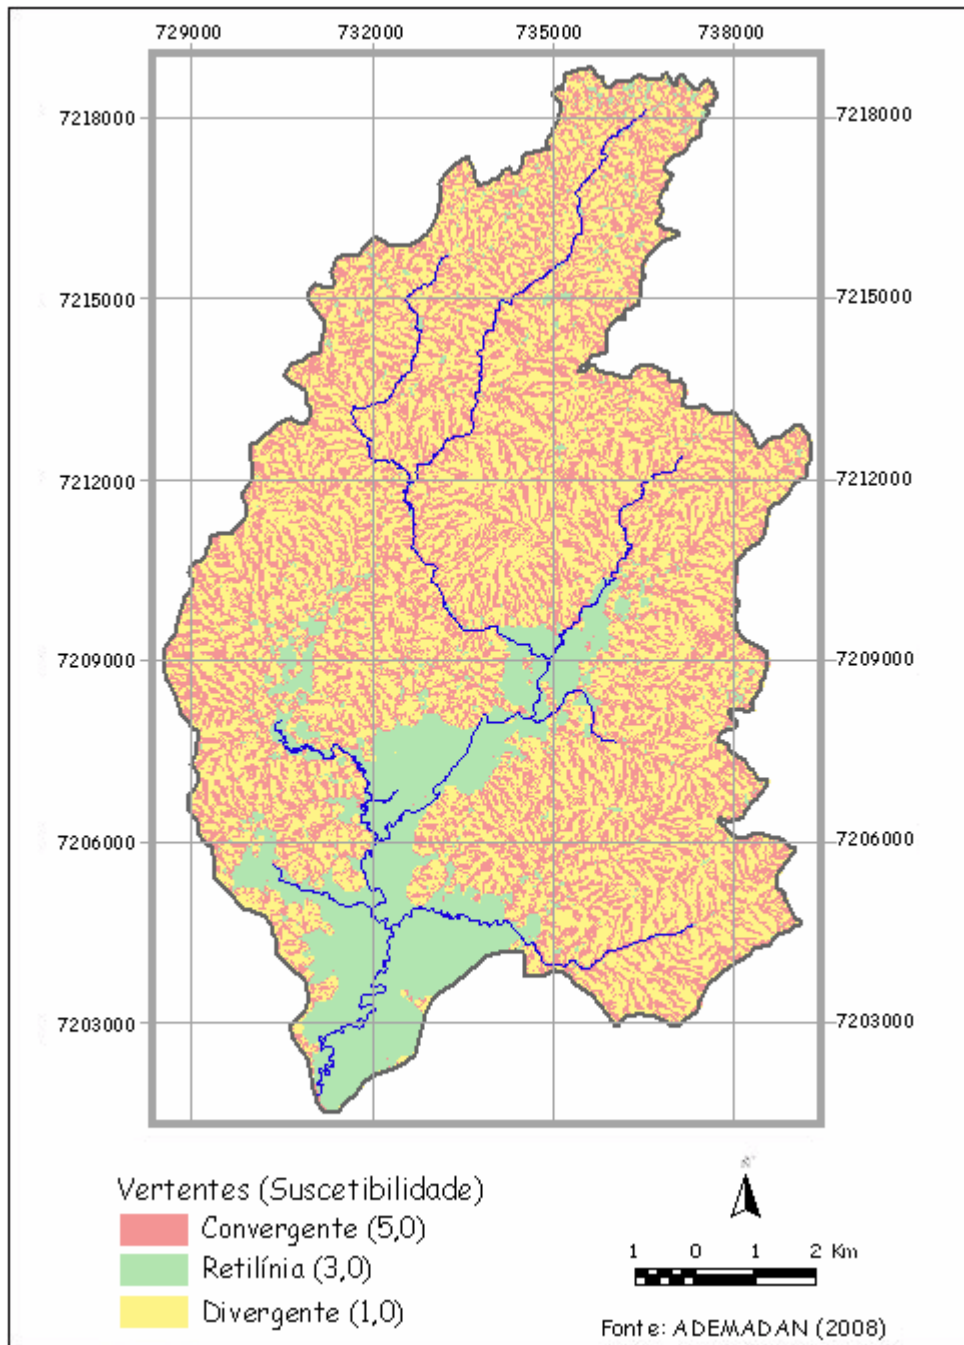 729000 732000 735000 738000
7218000 7218000
7215000 7215000
7212000 7212000
7209000 7209000
7206000 7206000
7203000 7203000
Vertentes (Suscetibilidade)
Convergente (5,0)
Retilínia (3,0)
Divergente (1,0)
1 0 1 2 Km
Fonte: ADEMADAN (2008)